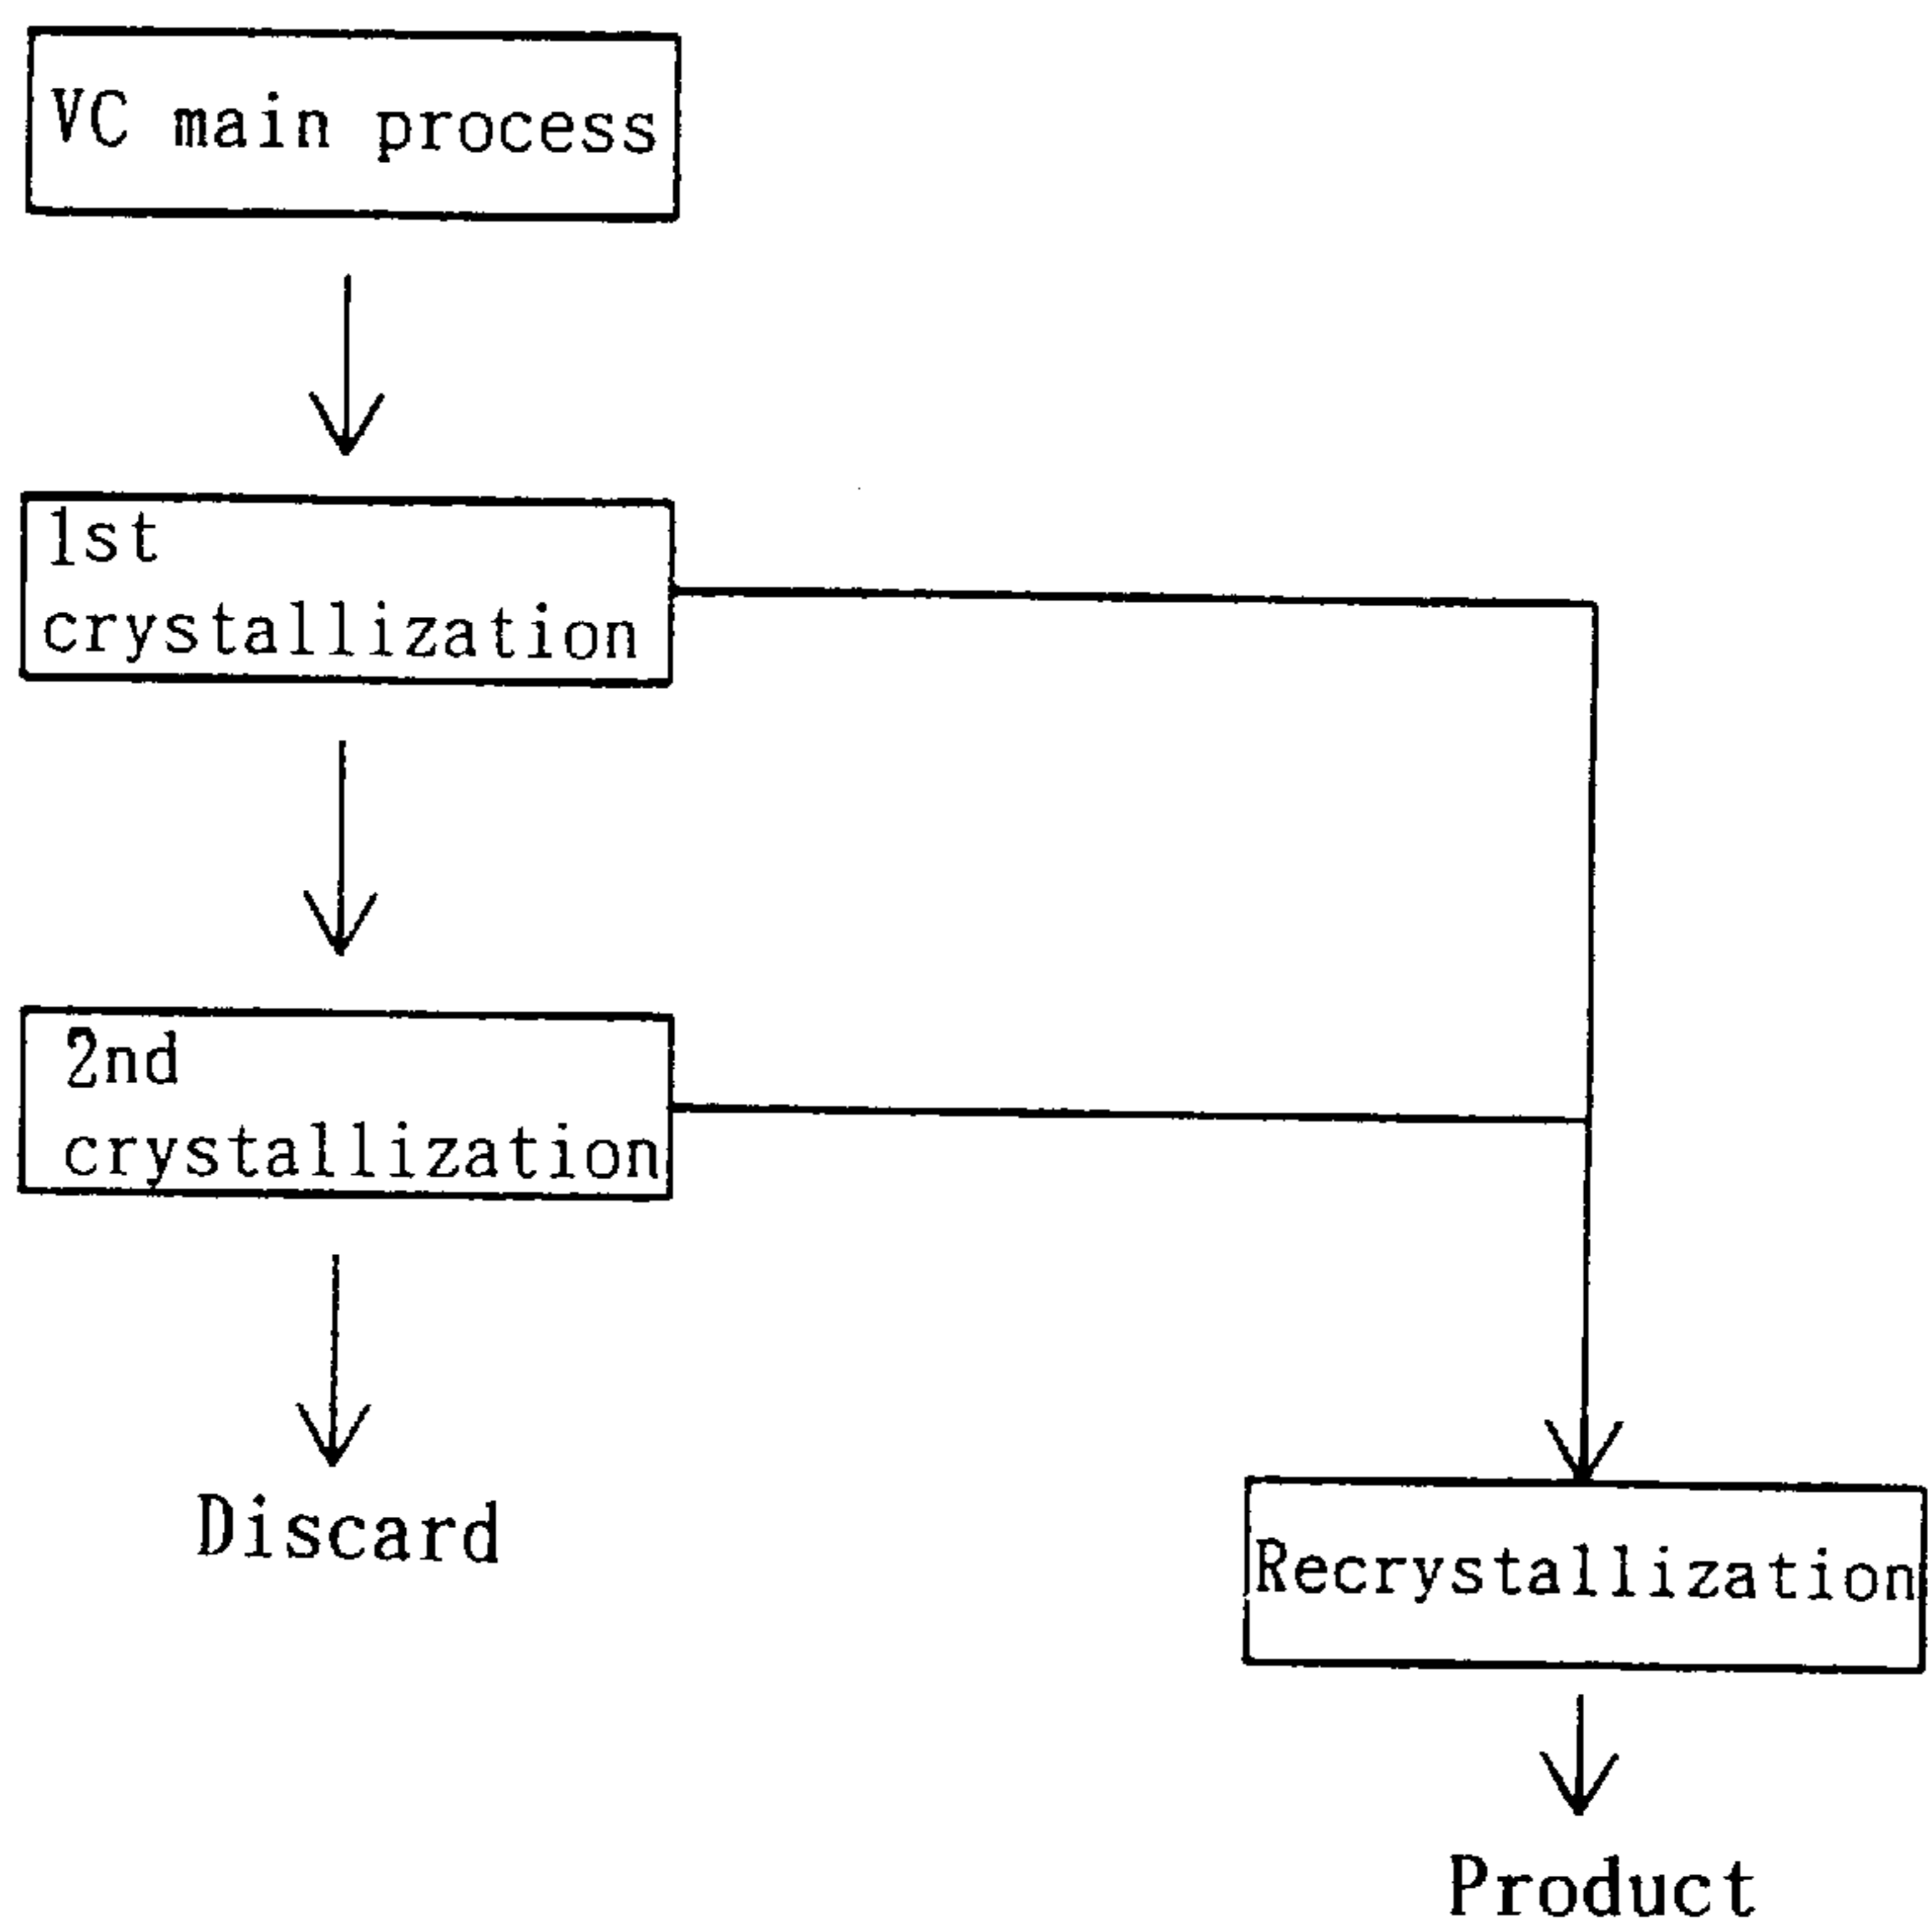 VC main process
1st
crystallization
2nd
crystallization
Discard
Recrystallization
Product